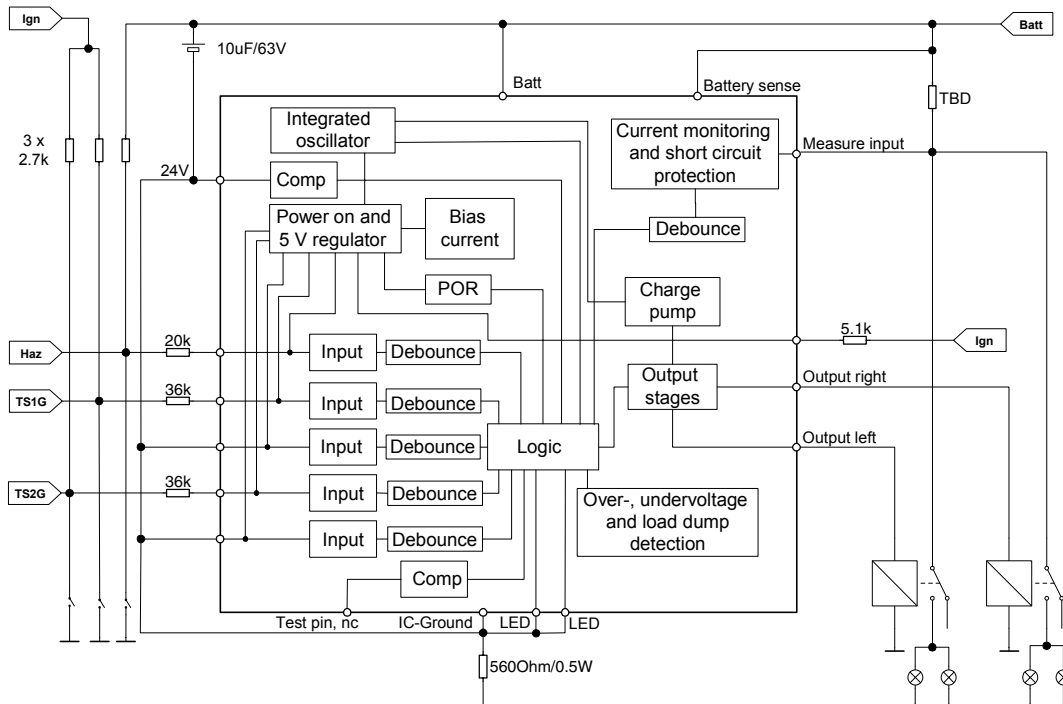 Ign
Batt
10uF/63V
Batt
Battery sense
TBD
3 x
2.7k
Integrated
oscillator
Current monitoring
and short circuit
protection
Measure input
24V
Comp
Power on and
5 V regulator
Bias
current
Debounce
POR
Charge
pump
5.1k
Ign
Haz
20k
Input
Debounce
Output
stages
Output right
TS1G
36k
Input
Debounce
Input
Debounce
Logic
Output left
TS2G
36k
Input
Debounce
Over-, undervoltage
and load dump
detection
Input
Debounce
Comp
Test pin, nc
IC-Ground
LED
LED
560Ohm/0.5W